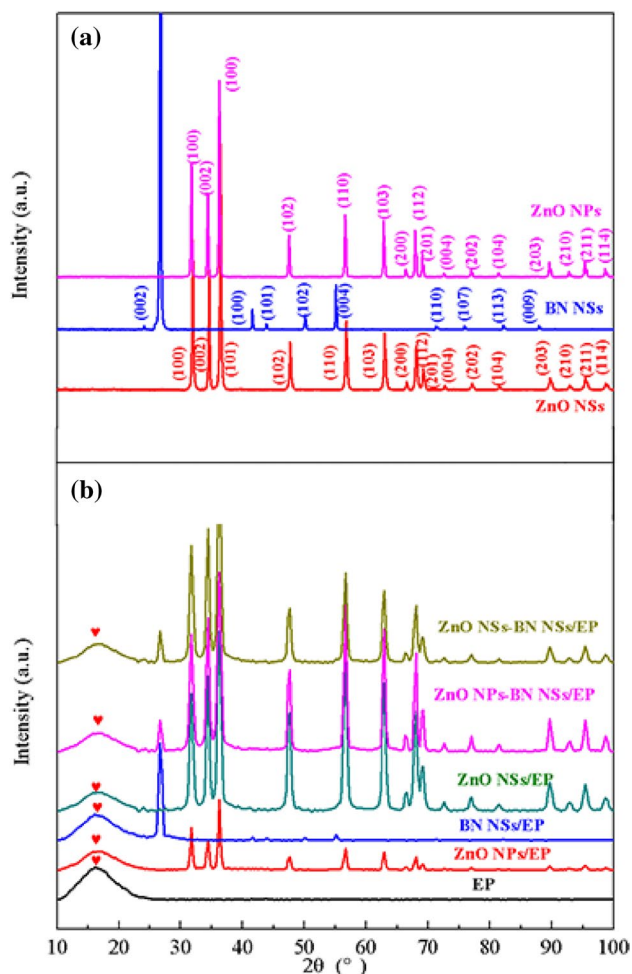 (a)
Intensity (a.u.)
(100)
(002)
(100)
(102)
(110)
(103)
(200)
(112)
(201)
(004)
(202)
(104)
(203)
(210)
(211)
(114)
ZnO NPs
(002)
(100)
(101)
(102)
(004)
(110)
(107)
(113)
(009)
BN NSs
(100)
(002)
(101)
(102)
(110)
(103)
(200)
(112)
(201)
(004)
(202)
(104)
(203)
(210)
(211)
(114)
ZnO NSs
(b)
Intensity (a.u.)
ZnO NSs-BN NSs/EP
ZnO NPs-BN NSs/EP
ZnO NSs/EP
BN NSs/EP
ZnO NPs/EP
EP
10 20 30 40 50 60 70 80 90 100
2θ (°)